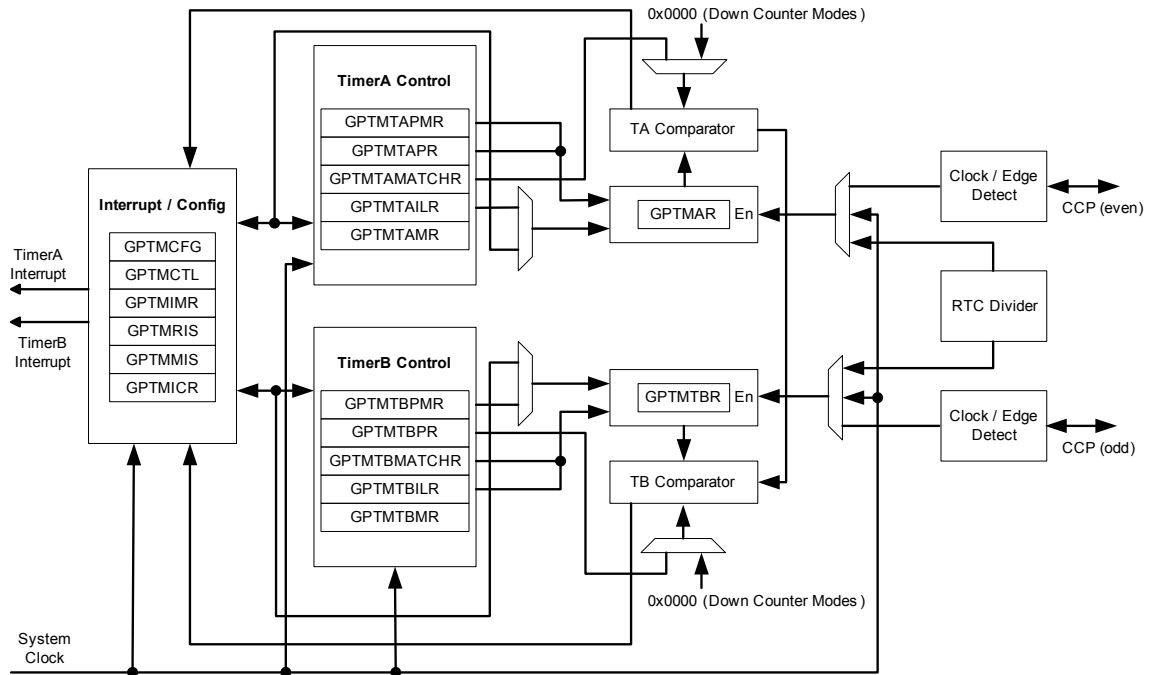 0x0000 (Down Counter Modes)
TimerA Control
GPTMTAPMR
GPTMTAPR
GPTMTAMATCHR
GPTMTAILR
GPTMTAMR
TA Comparator
GPTMAR
En
Clock / Edge
Detect
CCP (even)
Interrupt / Config
GPTMCFG
GPTMCTL
GPTMIMR
GPTMRIS
GPTMMIS
GPTMICR
TimerA
Interrupt
TimerB
Interrupt
RTC Divider
TimerB Control
GPTMTBPMR
GPTMTBPR
GPTMTBMATCHR
GPTMTBILR
GPTMTBMR
GPTMTBR
En
TB Comparator
Clock / Edge
Detect
CCP (odd)
0x0000 (Down Counter Modes)
System
Clock